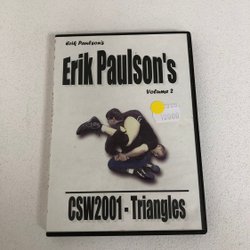 Erik Paulson's
Erik Paulson's
Volume 2
CSW2001 - Triangles